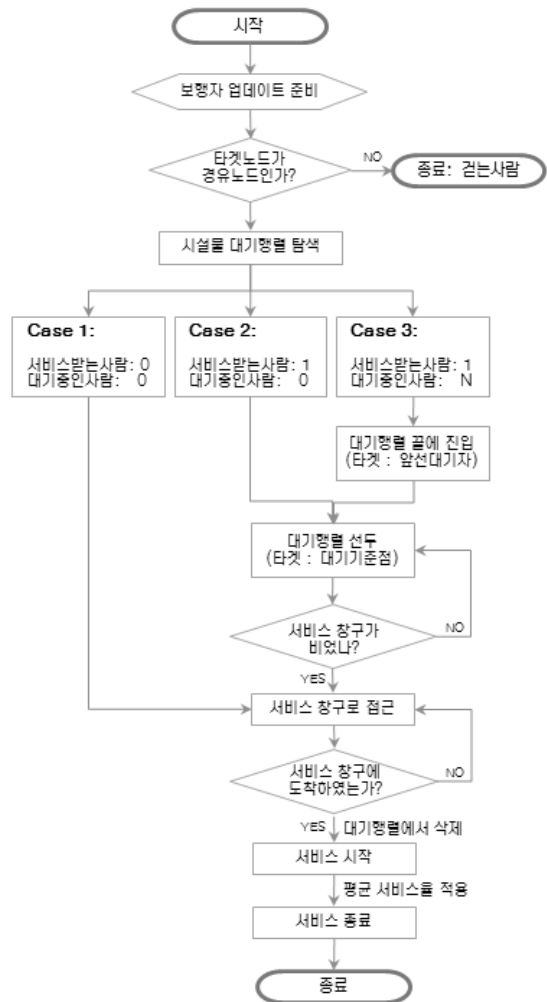 시작
보행자 업데이트 준비
타겟노드가
경유노드인가?
NO
종료: 걷는사람
시설물 대기행렬 탐색
Case 1:
서비스받는사람: 0
대기중인사람: 0
Case 2:
서비스받는사람: 1
대기중인사람: 0
Case 3:
서비스받는사람: 1
대기중인사람: N
대기행렬 끝에 진입
(타겟 : 앞선대기자)
대기행렬 선두
(타겟 : 대기기준점)
서비스 창구가
비었나?
NO
YES
서비스 창구로 접근
서비스 창구에
도착하였는가?
NO
YES
대기행렬에서 삭제
서비스 시작
평균 서비스율 적용
서비스 종료
종료